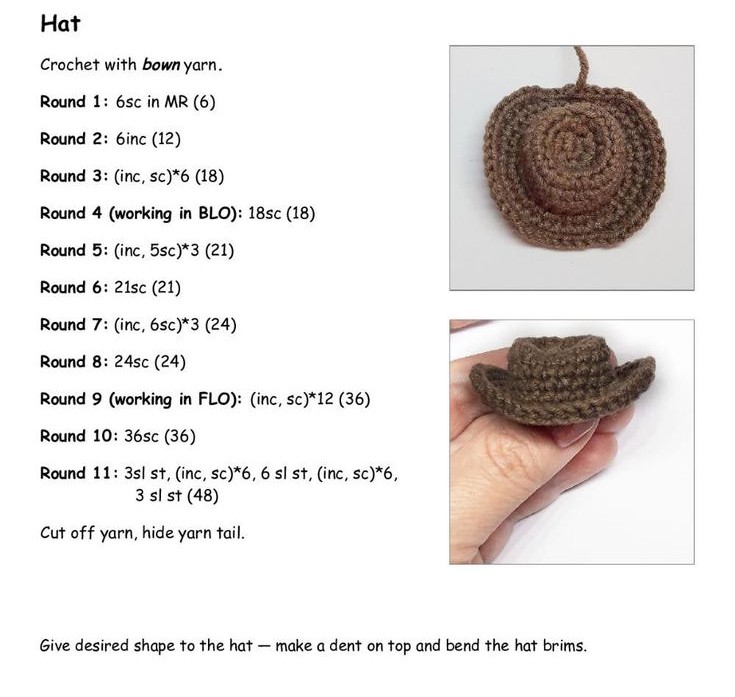 Hat
Crochet with bown yarn.
Round 1: 6sc in MR (6)
Round 2: 6inc (12)
Round 3: (inc, sc)*6 (18)
Round 4 (working in BLO): 18sc (18)
Round 5: (inc, 5sc)*3 (21)
Round 6: 21sc (21)
Round 7: (inc, 6sc)*3 (24)
Round 8: 24sc (24)
Round 9 (working in FLO): (inc, sc)*12 (36)
Round 10: 36sc (36)
Round 11: 3sl st, (inc, sc)*6, 6 sl st, (inc, sc)*6,
3 sl st (48)
Cut off yarn, hide yarn tail.
Give desired shape to the hat — make a dent on top and bend the hat brims.